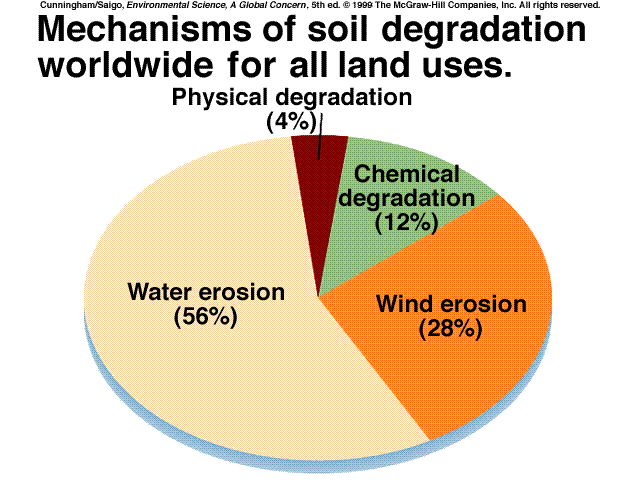 Cunningham/Saigo, Environmental Science, A Global Concern, 5th ed. © 1999 The McGraw-Hill Companies, Inc. All rights reserved.
Mechanisms of soil degradation
worldwide for all land uses.
Physical degradation
(4%)
Chemical
degradation
(12%)
Water erosion
(56%)
Wind erosion
(28%)